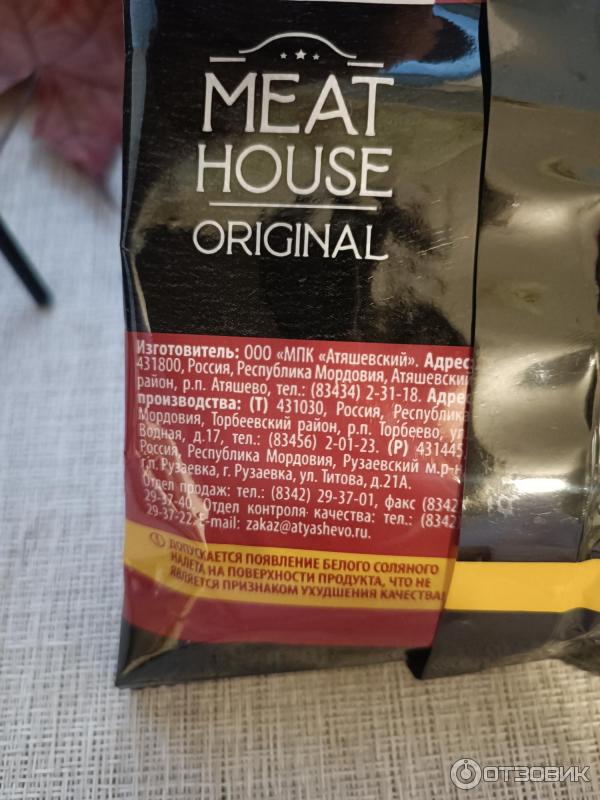 MEAT
HOUSE
ORIGINAL
Изготовитель: ООО «МПК «Атяшевский». Адрес:
431800, Россия, Республика Мордовия, Атяшевский
район, р.п. Атяшево, тел.: (83434) 2-31-18. Адрес
производства: (Т) 431030, Россия, Республика
Мордовия, Торбеевский район, р.п. Торбеево, ул.
Водная, д.17, тел.: (83456) 2-01-23. (Р) 431445,
Россия, Республика Мордовия, Рузаевский м.р-н,
г.п. Рузаевка, г. Рузаевка, ул. Титова, д.21А.
Отдел продаж: тел.: (8342) 29-37-01, факс (8342)
29-37-40. Отдел контроля качества: тел.: (8342)
29-37-22. E-mail: zakaz@atyashevo.ru.
ДОПУСКАЕТСЯ ПОЯВЛЕНИЕ БЕЛОГО СОЛЯНОГО
НАЛЕТА НА ПОВЕРХНОСТИ ПРОДУКТА, ЧТО НЕ
ЯВЛЯЕТСЯ ПРИЗНАКОМ УХУДШЕНИЯ КАЧЕСТВА!
ОТЗОВИК